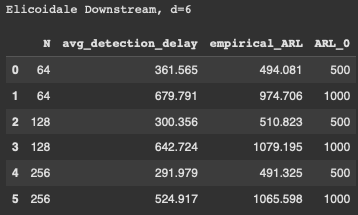 Elicoidale Downstream, d=6
N avg_detection_delay empirical_ARL ARL_0
0 64 361.565 494.081 500
1 64 679.791 974.706 1000
2 128 300.356 510.823 500
3 128 642.724 1079.195 1000
4 256 291.979 491.325 500
5 256 524.917 1065.598 1000